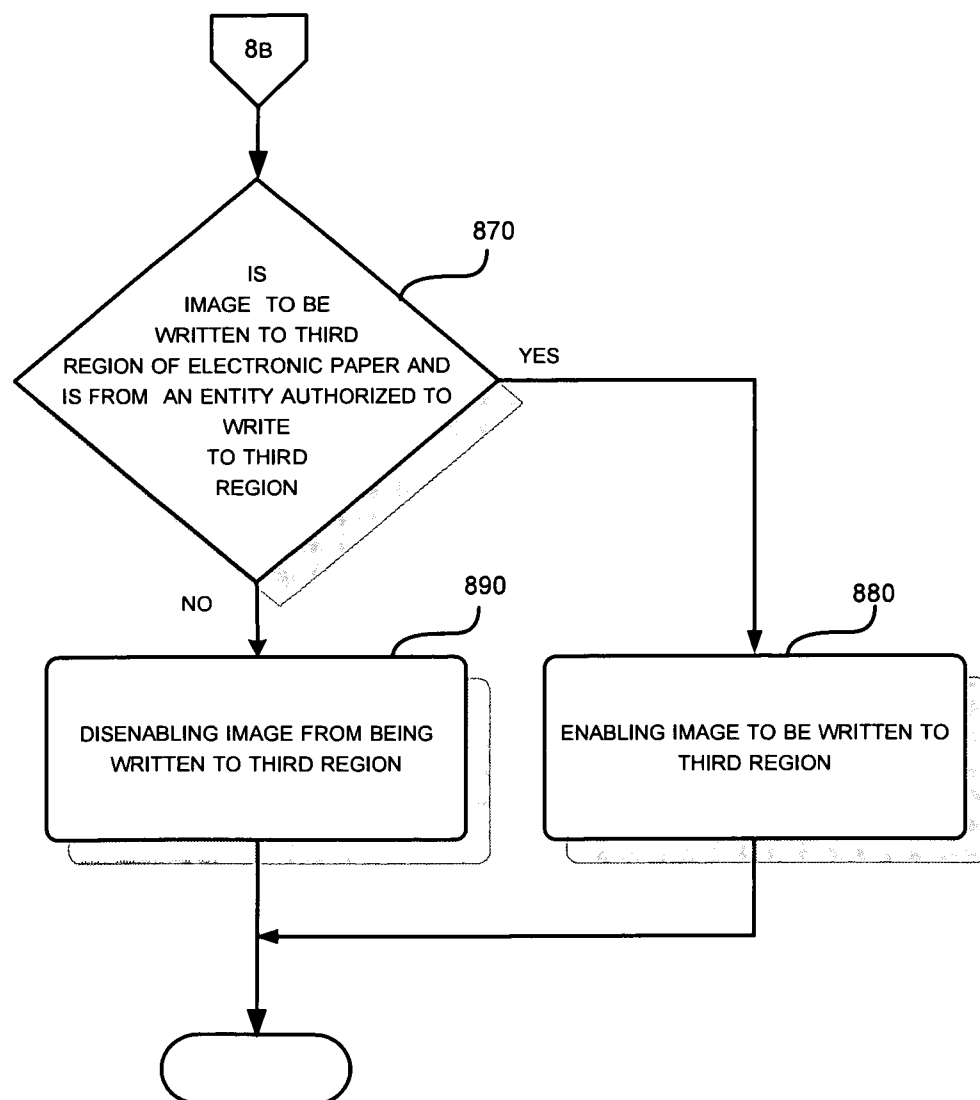 8B
870
IS
IMAGE TO BE
WRITTEN TO THIRD
REGION OF ELECTRONIC PAPER AND
IS FROM AN ENTITY AUTHORIZED TO
WRITE
TO THIRD
REGION
YES
NO
890
880
DISENABLING IMAGE FROM BEING
WRITTEN TO THIRD REGION
ENABLING IMAGE TO BE WRITTEN TO
THIRD REGION